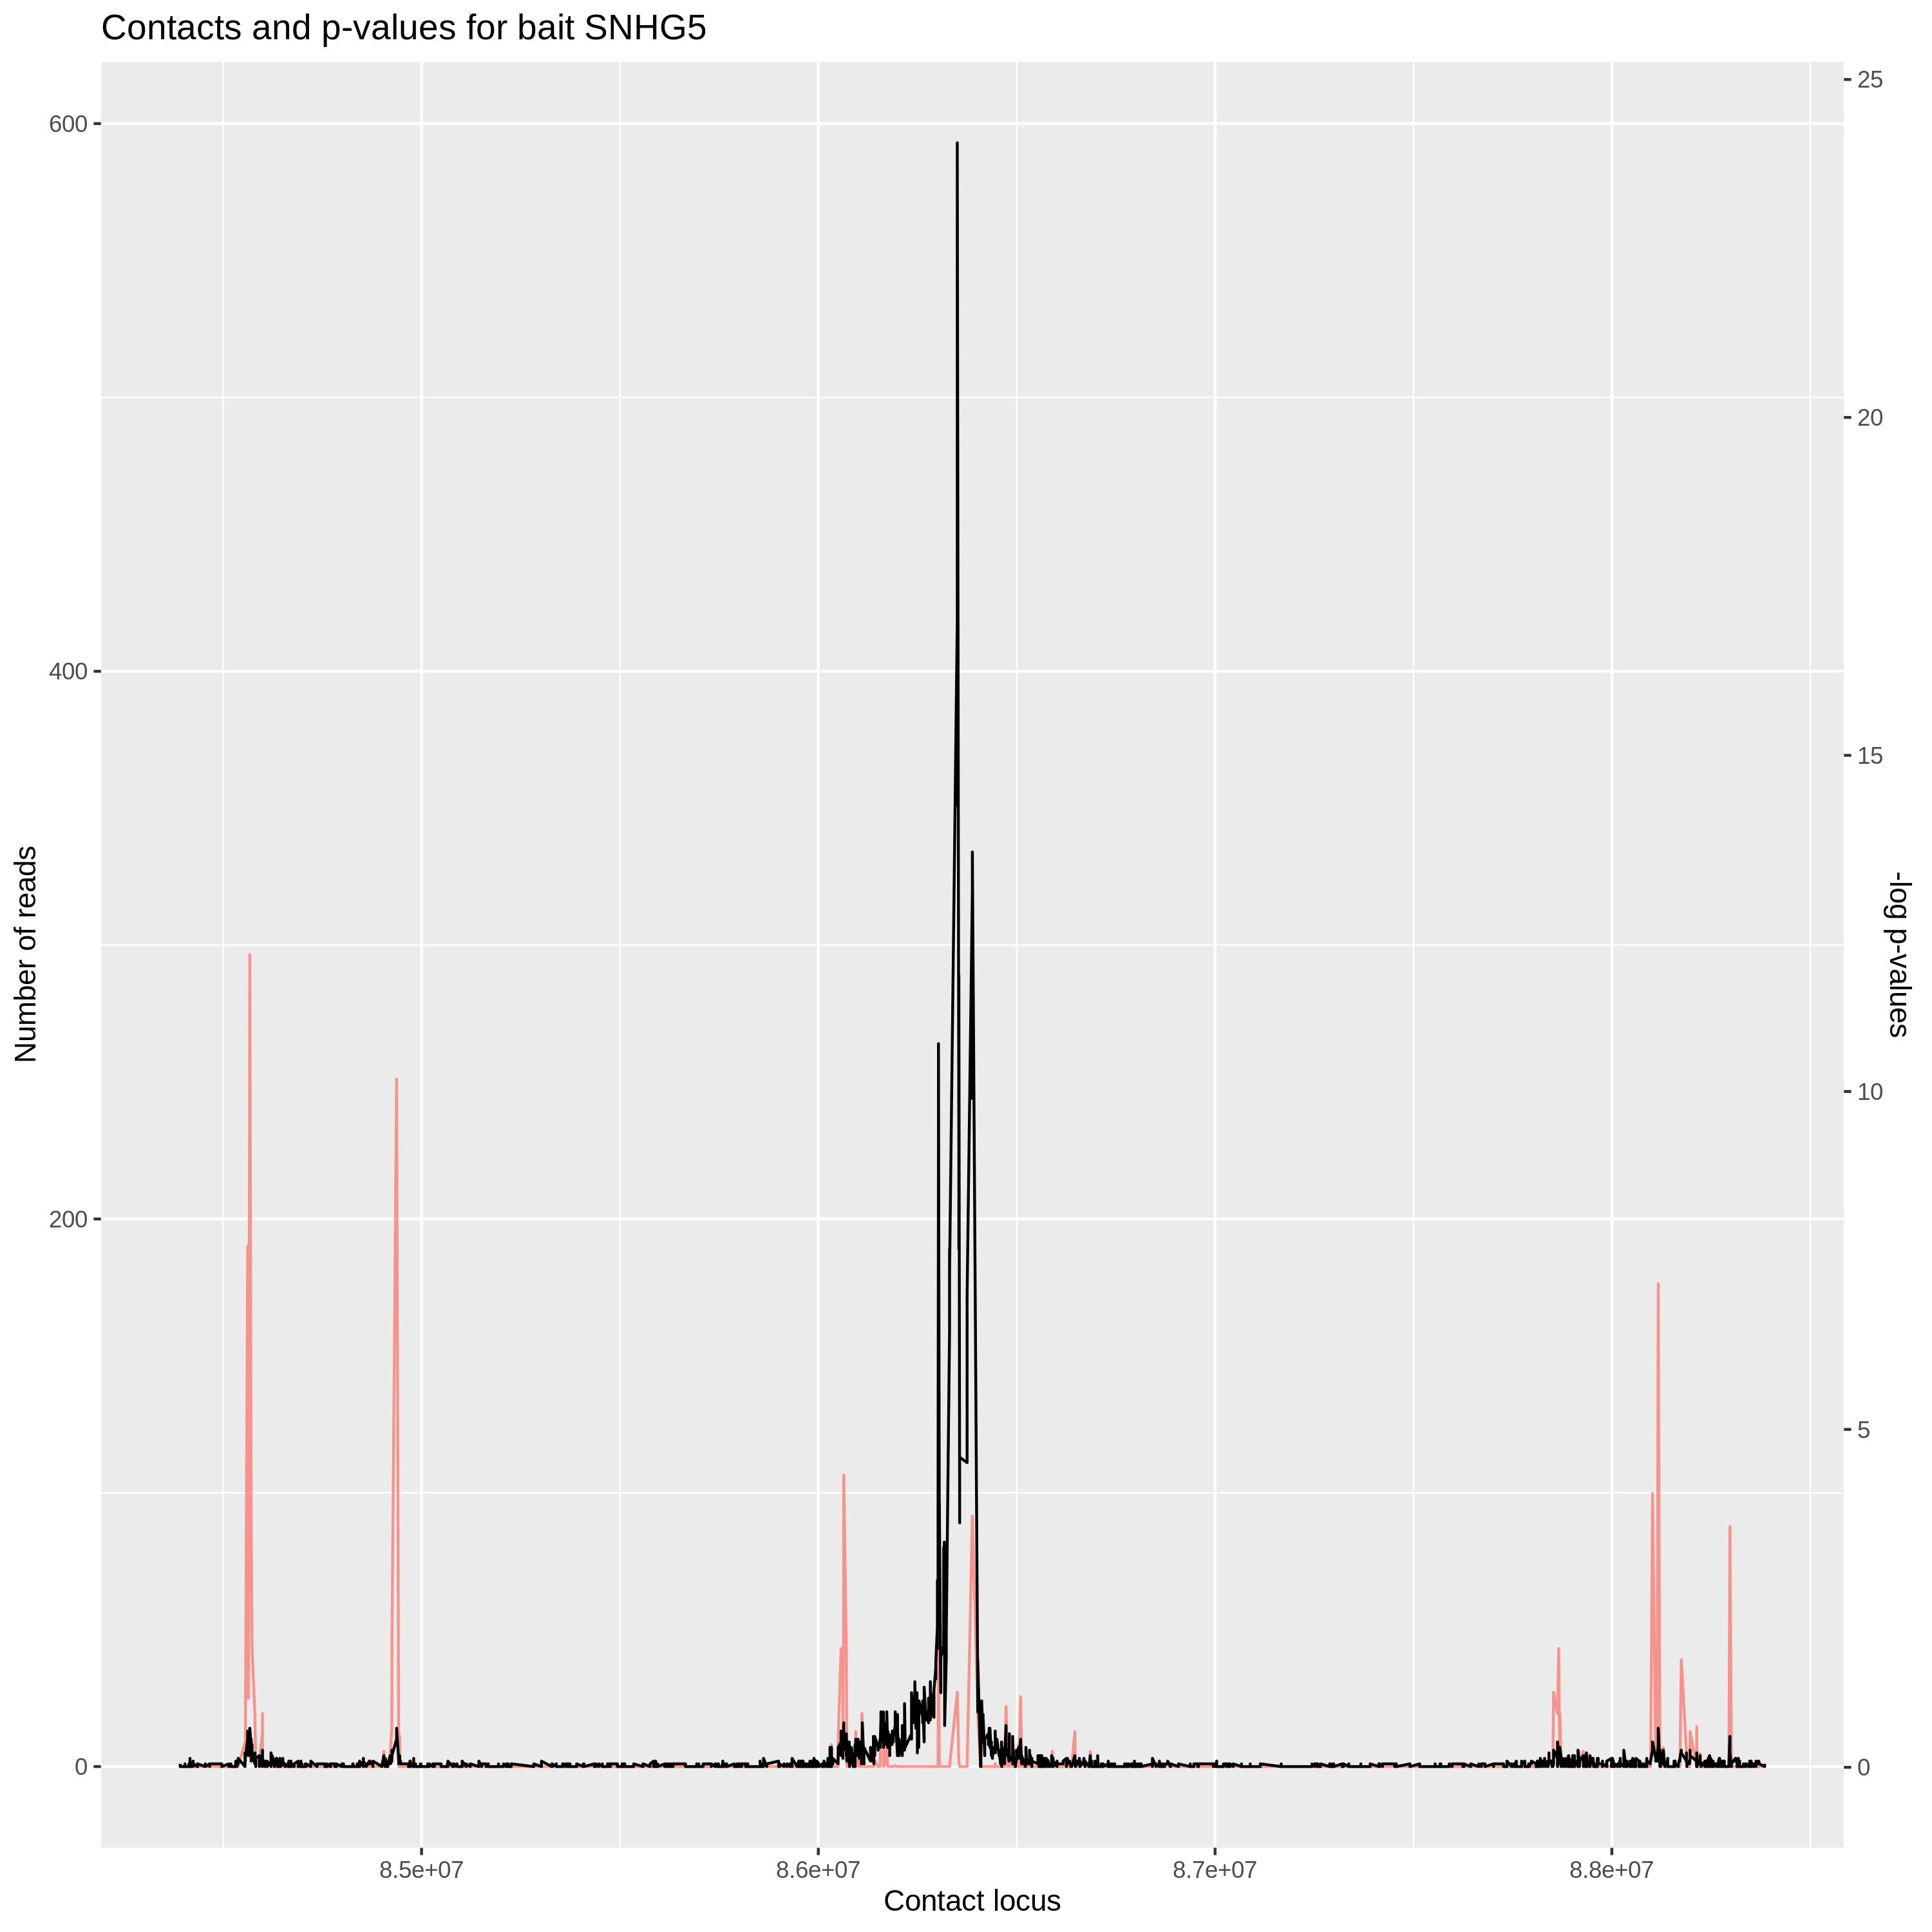 Contacts and p-values for bait SNHG5
600
400
200
0
Number of reads
25
20
15
10
5
0
-log p-values
8.5e+07
8.6e+07
8.7e+07
8.8e+07
Contact locus